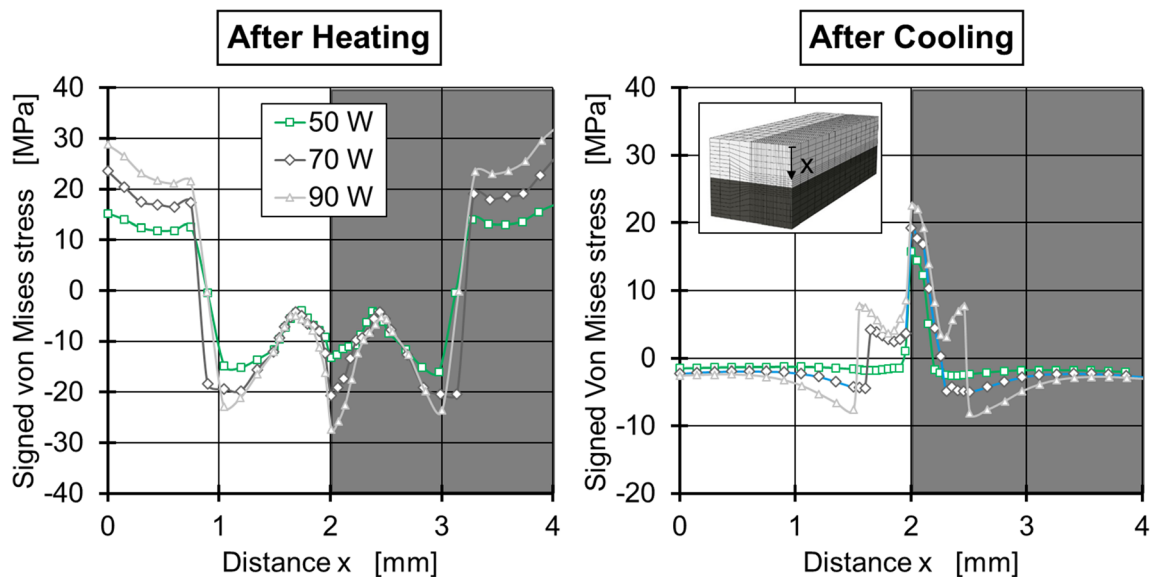 After Heating
After Cooling
Signed von Mises stress [MPa]
40
30
20
10
0
-10
-20
-30
-40
50 W
70 W
90 W
0
1
2
3
4
Distance x [mm]
Signed Von Mises stress [MPa]
40
30
20
10
0
-10
-20
X
0
1
2
3
4
Distance x [mm]